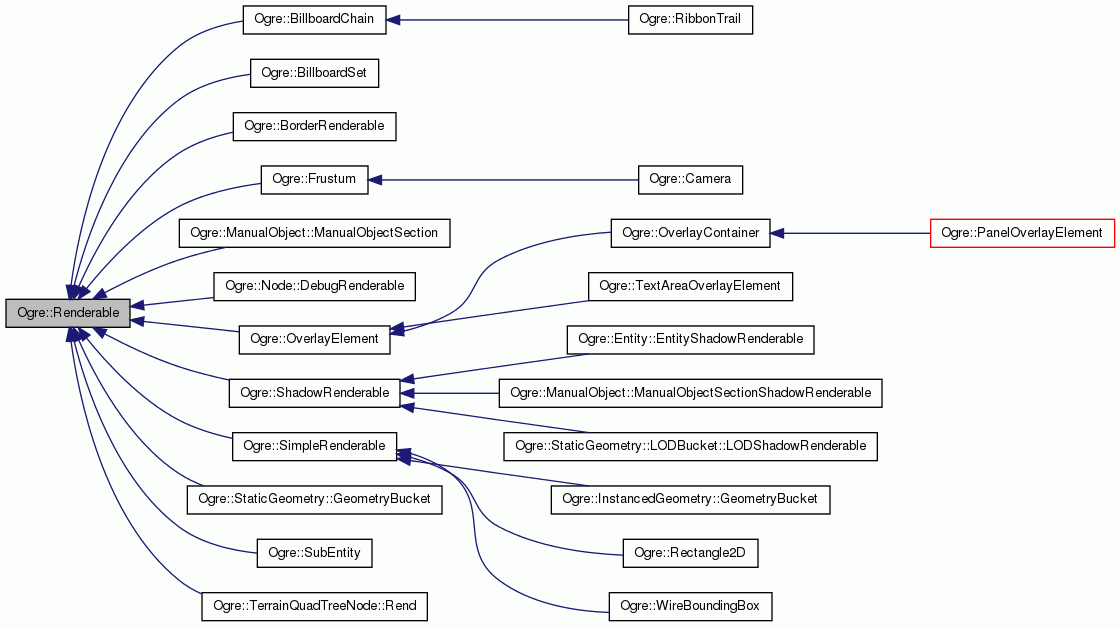 Ogre::BillboardChain
Ogre::RibbonTrail
Ogre::BillboardSet
Ogre::BorderRenderable
Ogre::Frustum
Ogre::Camera
Ogre::ManualObject::ManualObjectSection
Ogre::OverlayContainer
Ogre::PanelOverlayElement
Ogre::Node::DebugRenderable
Ogre::TextAreaOverlayElement
Ogre::Renderable
Ogre::OverlayElement
Ogre::Entity::EntityShadowRenderable
Ogre::ShadowRenderable
Ogre::ManualObject::ManualObjectSectionShadowRenderable
Ogre::SimpleRenderable
Ogre::StaticGeometry::LODBucket::LODShadowRenderable
Ogre::StaticGeometry::GeometryBucket
Ogre::InstancedGeometry::GeometryBucket
Ogre::SubEntity
Ogre::Rectangle2D
Ogre::TerrainQuadTreeNode::Rend
Ogre::WireBoundingBox